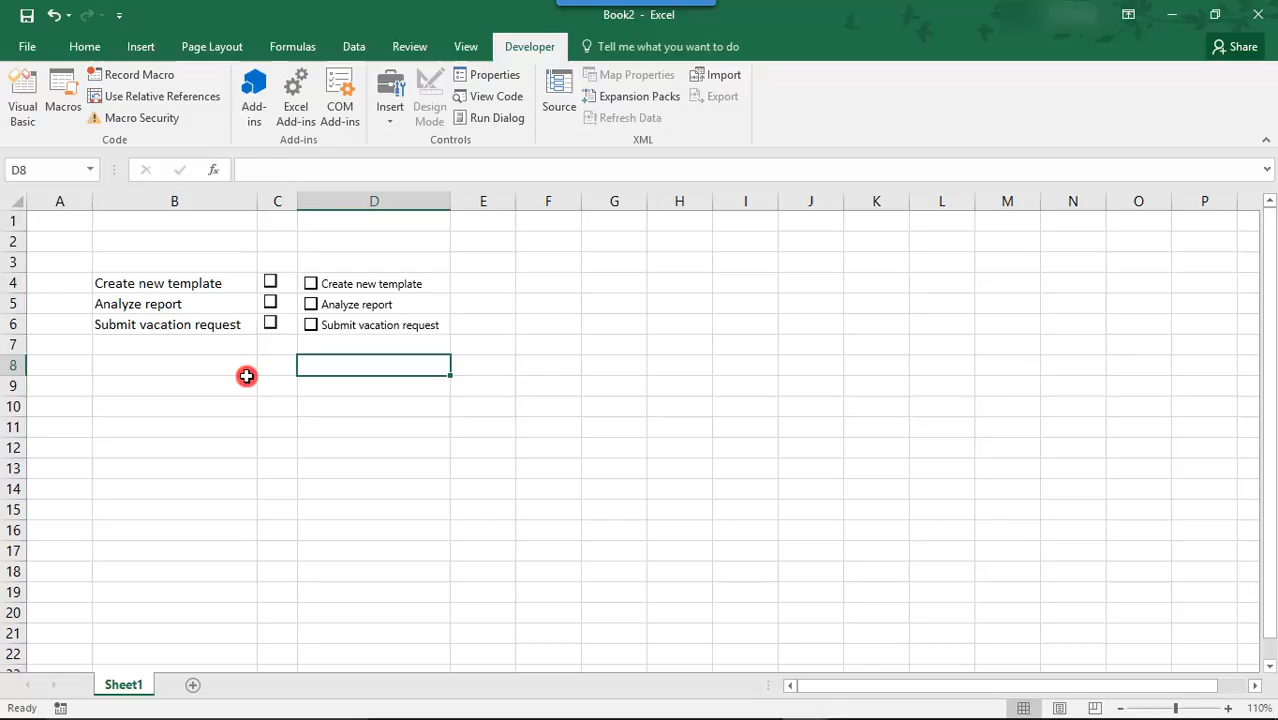 Book2 - Excel
File Home Insert Page Layout Formulas Data Review View Developer Tell me what you want to do Share
Visual Basic
Macros
Record Macro
Use Relative References
Macro Security
Code
Add-ins
Excel Add-ins
COM Add-ins
Add-ins
Insert
Design Mode
Properties
View Code
Run Dialog
Controls
Source
Map Properties
Expansion Packs
Refresh Data
Import
Export
XML
D8
fx
A B C D E F G H I J K L M N O P
1
2
3
4 Create new template Create new template
5 Analyze report Analyze report
6 Submit vacation request Submit vacation request
7
8
9
10
11
12
13
14
15
16
17
18
19
20
21
22
Sheet1
Ready
110%